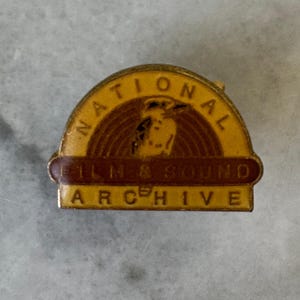 NATIONAL
FILM & SOUND
ARCHIVE